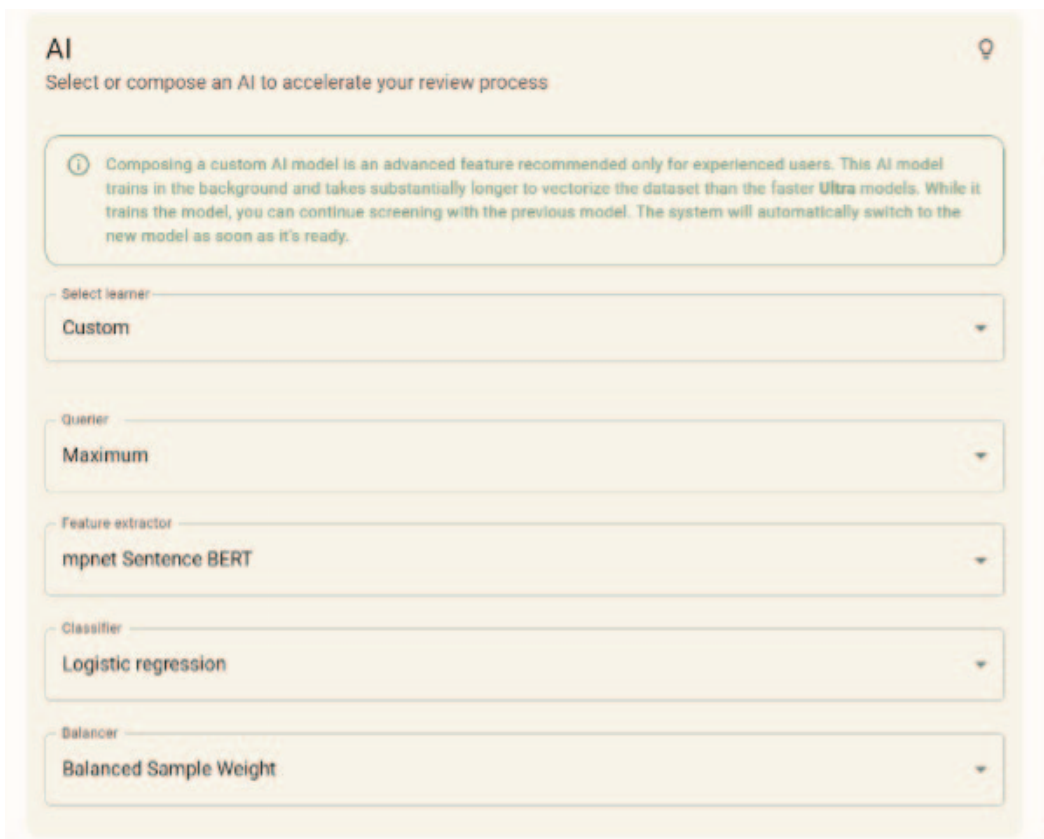 AI
Select or compose an AI to accelerate your review process
Composing a custom AI model is an advanced feature recommended only for experienced users. This AI model
trains in the background and takes substantially longer to vectorize the dataset than the faster Ultra models. While it
trains the model, you can continue screening with the previous model. The system will automatically switch to the
new model as soon as it's ready.
Select learner
Custom
Querier
Maximum
Feature extractor
mpnet Sentence BERT
Classifier
Logistic regression
Balancer
Balanced Sample Weight